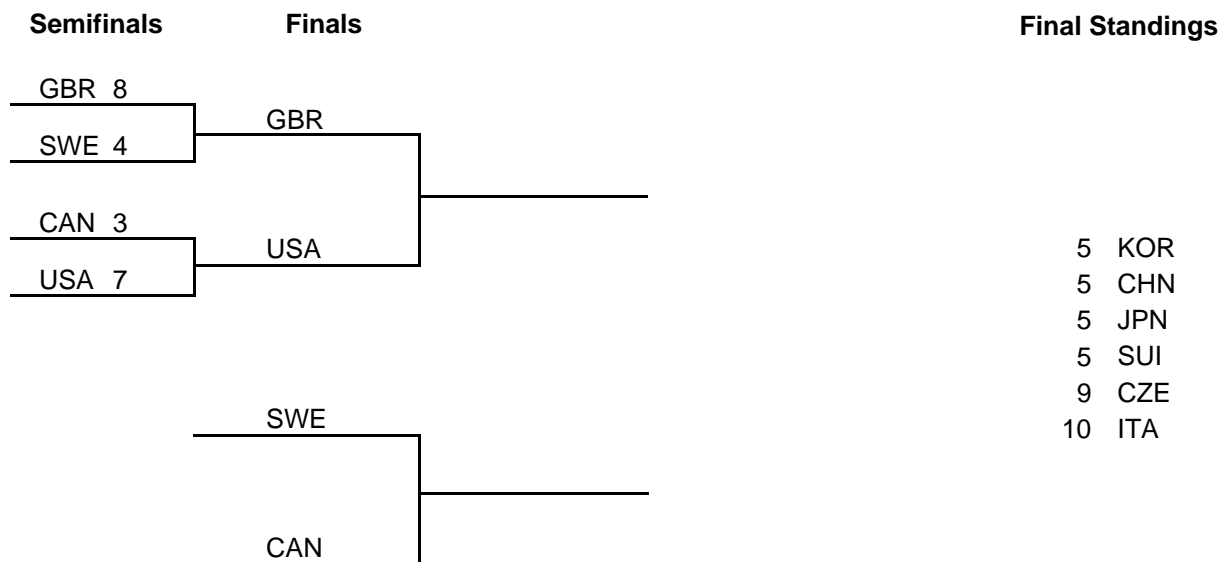 Semifinals Finals Final Standings
GBR 8
GBR
SWE 4
CAN 3
USA
5 KOR
USA 7
5 CHN
5 JPN
5 SUI
9 CZE
SWE
10 ITA
CAN